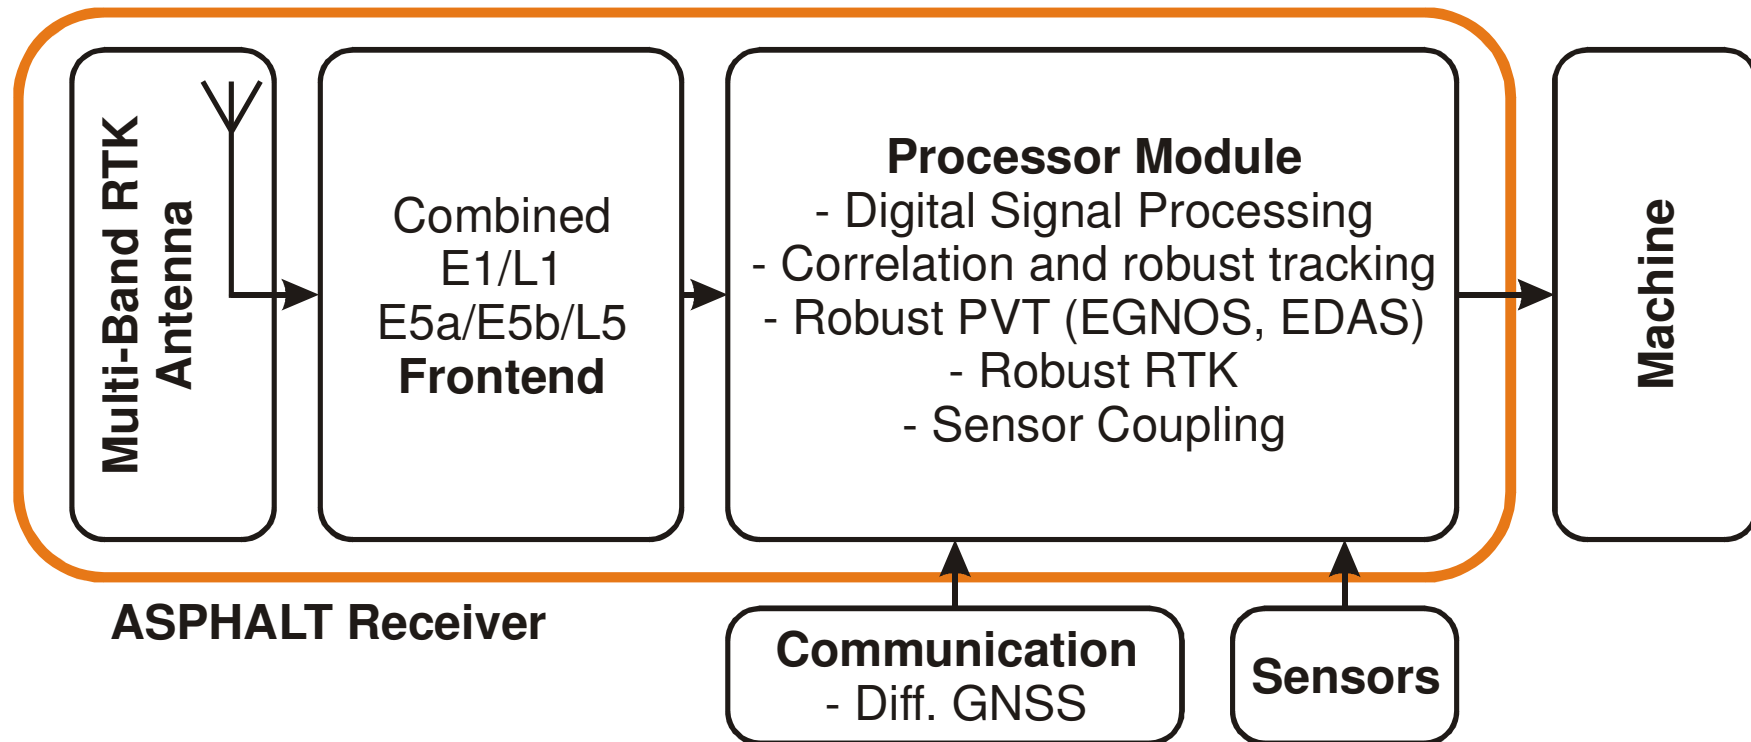 Multi-Band RTK
Antenna
Combined
E1/L1
E5a/E5b/L5
Frontend
Processor Module
- Digital Signal Processing
- Correlation and robust tracking
- Robust PVT (EGNOS, EDAS)
- Robust RTK
- Sensor Coupling
Machine
ASPHALT Receiver
Communication
- Diff. GNSS
Sensors